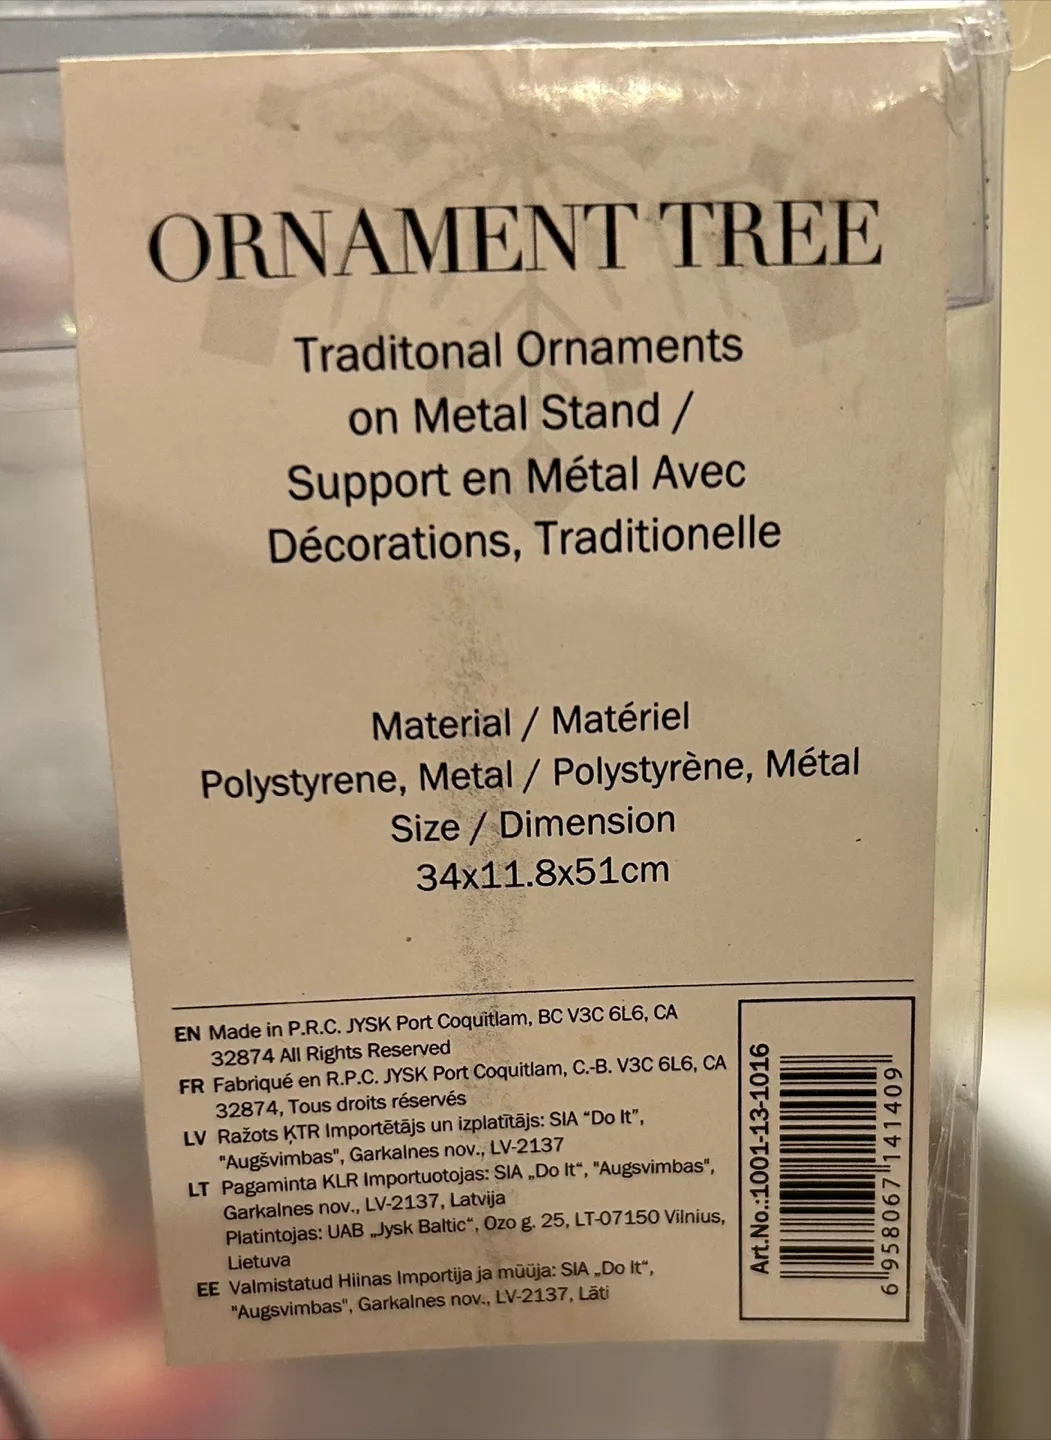 ORNAMENT TREE
Traditonal Ornaments
on Metal Stand /
Support en Métal Avec
Décorations, Traditionelle
Material / Matériel
Polystyrene, Metal / Polystyrène, Métal
Size / Dimension
34x11.8x51cm
EN Made in P.R.C. JYSK Port Coquitlam, BC V3C 6L6, CA
32874 All Rights Reserved
FR Fabriqué en R.P.C. JYSK Port Coquitlam, C.-B. V3C 6L6, CA
32874, Tous droits réservés
LV Ražots ĶTR Importētājs un izplatītājs: SIA “Do It”,
"Augšvimbas", Garkalnes nov., LV-2137
LT Pagaminta KLR Importuotojas: SIA „Do It“, "Augsvimbas",
Garkalnes nov., LV-2137, Latvija
Platintojas: UAB „Jysk Baltic“, Ozo g. 25, LT-07150 Vilnius,
Lietuva
EE Valmistatud Hiinas Importija ja müüja: SIA „Do It“,
"Augsvimbas", Garkalnes nov., LV-2137, Läti
Art.No.:1001-13-1016
6 958067 141409